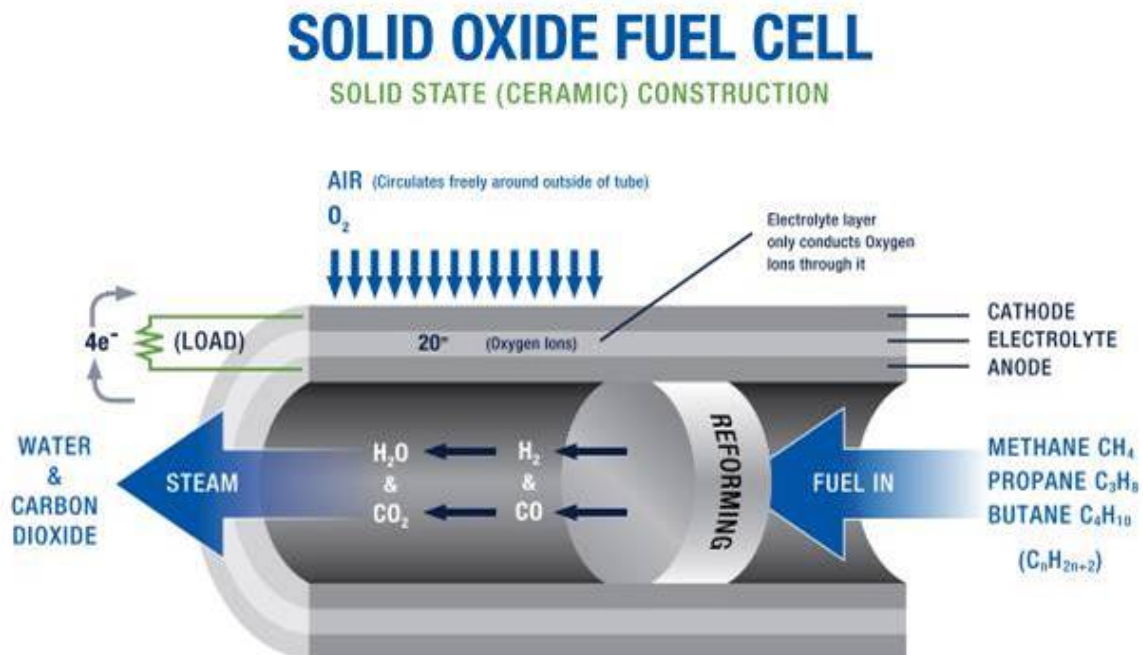 SOLID OXIDE FUEL CELL
SOLID STATE (CERAMIC) CONSTRUCTION
AIR (Circulates freely around outside of tube)
O₂
Electrolyte layer
only conducts Oxygen
Ions through it
4e⁻
(LOAD)
20⁼ (Oxygen Ions)
CATHODE
ELECTROLYTE
ANODE
WATER
&
CARBON
DIOXIDE
STEAM
H₂O
&
CO₂
H₂
&
CO
REFORMING
FUEL IN
METHANE CH₄
PROPANE C₃H₈
BUTANE C₄H₁₀
(CₙH₂ₙ₊₂)